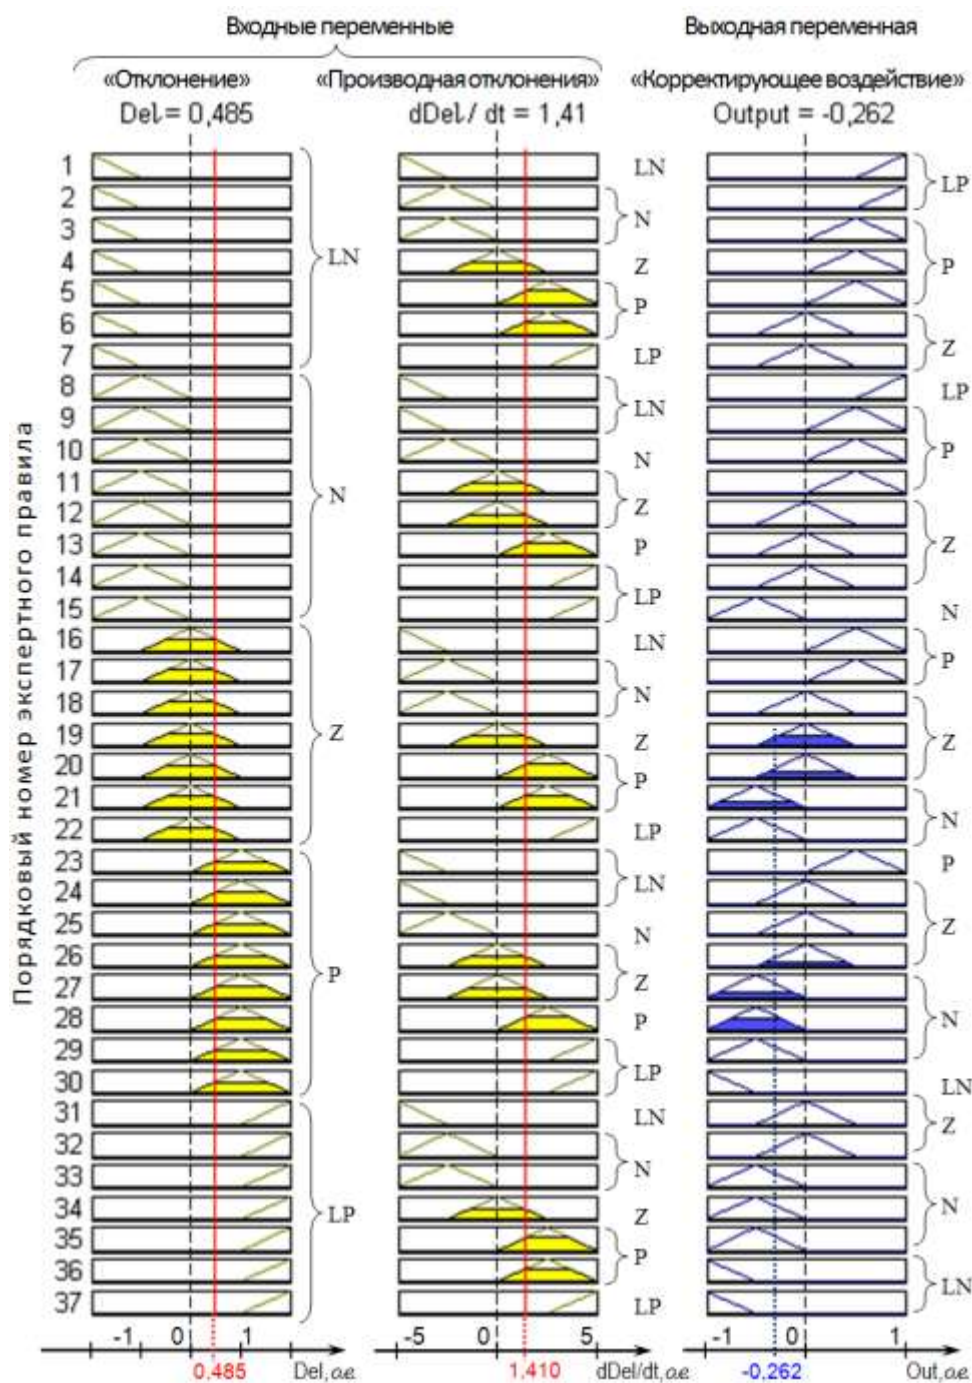 Входные переменные
Выходная переменная
«Отклонение»
«Производная отклонения»
«Корректирующее воздействие»
Del = 0,485
dDel / dt = 1,41
Output = -0,262
Порядковый номер экспертного правила
1 LN
2 LP
3 LN N
4 Z P
5 P
6
7 LP Z
8 LP
9 LN
10 N P
11 N
12 Z
13 P Z
14
15 LP N
16 LN
17 P
18 N
19 Z Z Z
20
21 P
22 LP N
23 P
24 LN
25 N Z
26
27 P Z
28 P N
29
30 LP LN
31 LN
32 Z
33 N
34 LP Z N
35
36 P LN
37 LP
-1 0 1
-5 0 5
-1 0 1
0,485 Del, о.е
1,410 dDel/dt, о.е
-0,262 Out, о.е